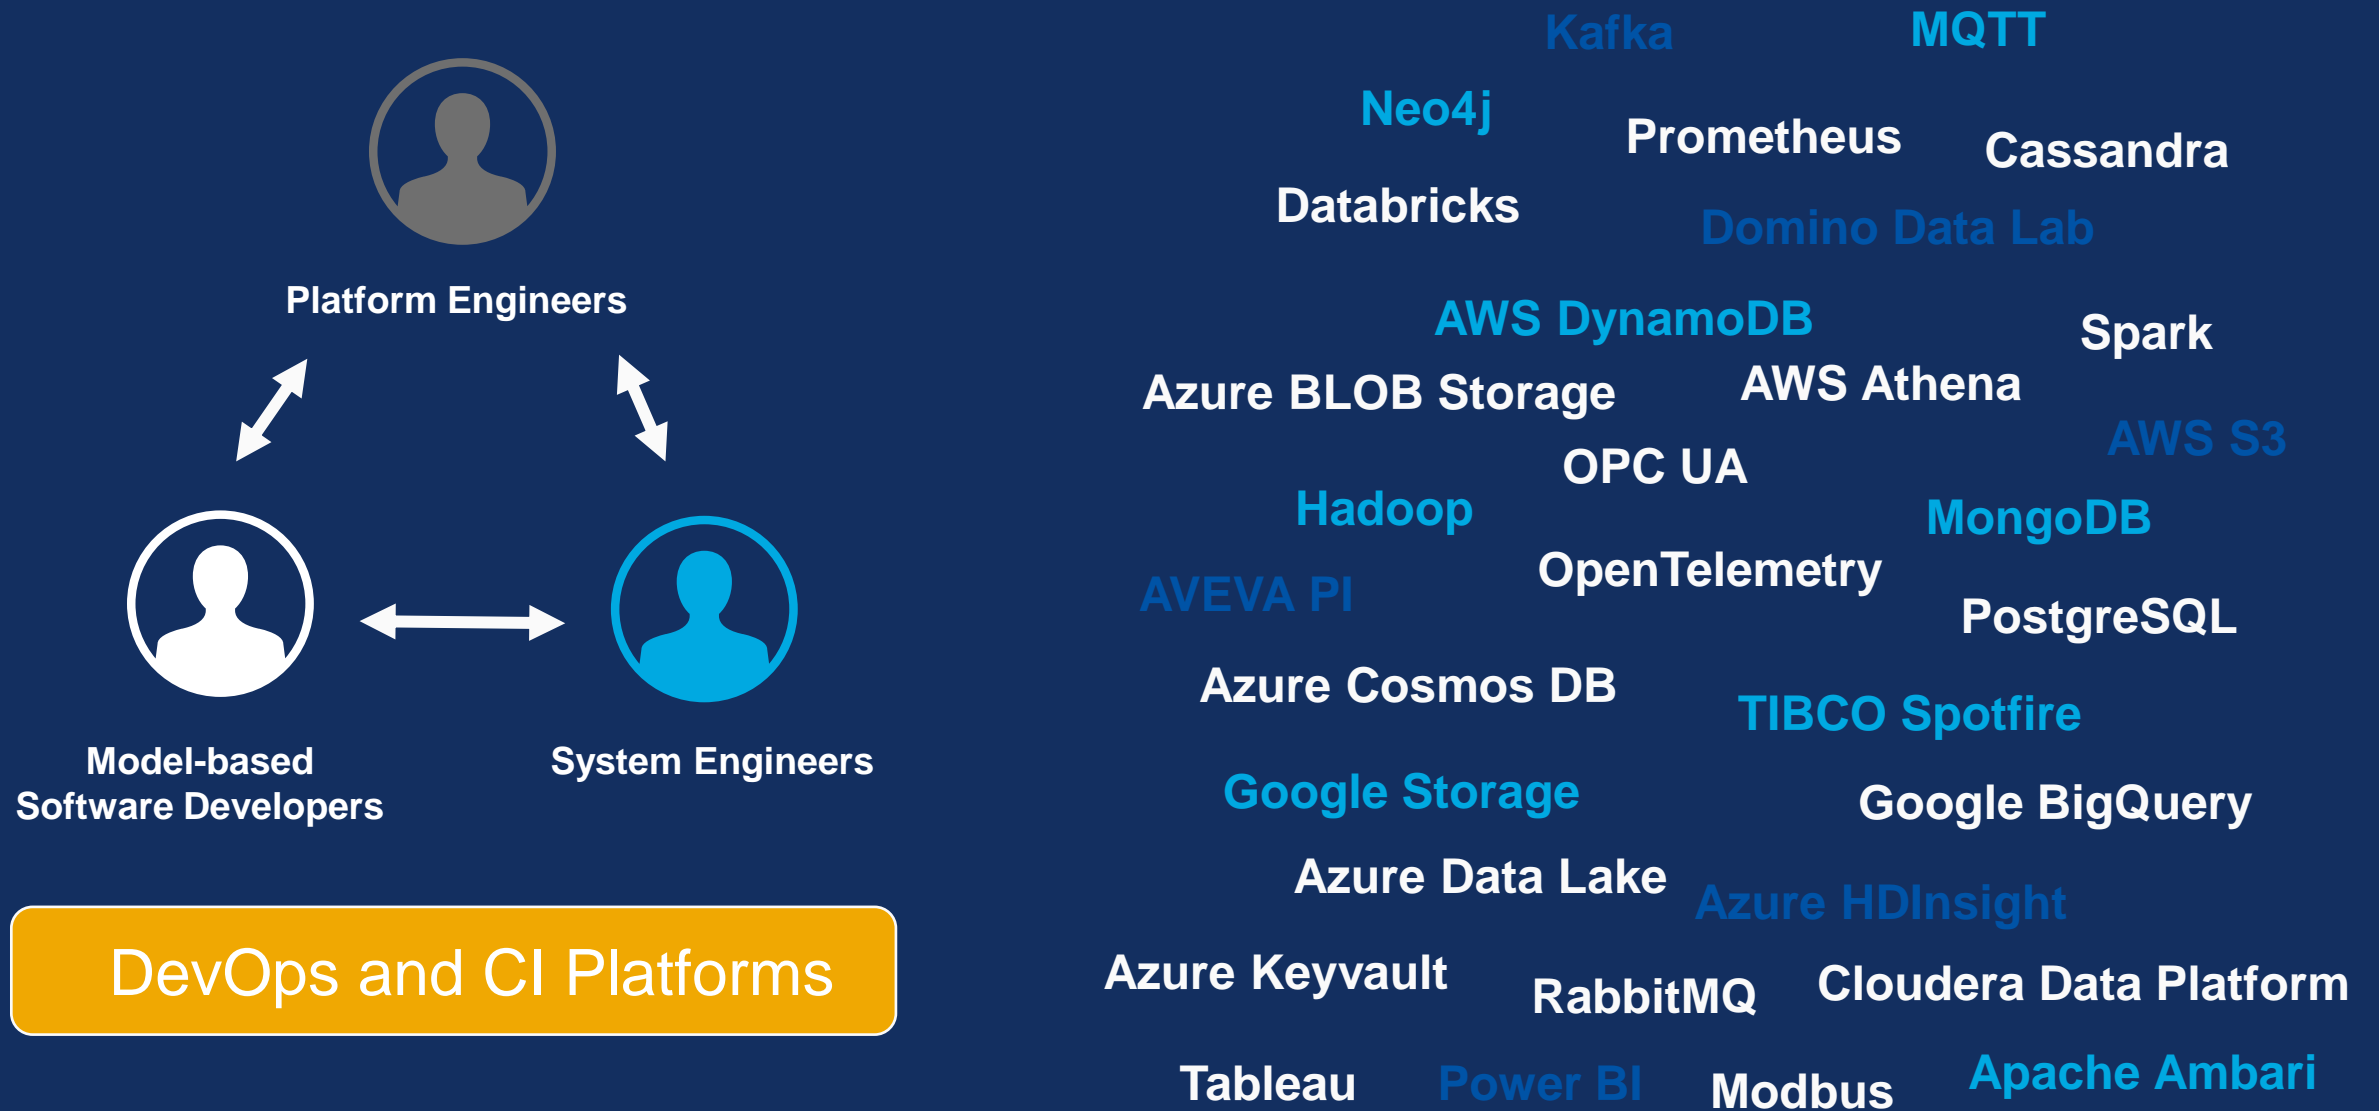 Platform Engineers
Model-based
Software Developers
System Engineers
DevOps and CI Platforms
Kafka
MQTT
Neo4j
Prometheus
Cassandra
Databricks
Domino Data Lab
AWS DynamoDB
Spark
Azure BLOB Storage
AWS Athena
AWS S3
OPC UA
Hadoop
MongoDB
OpenTelemetry
AVEVA PI
PostgreSQL
Azure Cosmos DB
TIBCO Spotfire
Google Storage
Google BigQuery
Azure Data Lake
Azure HDInsight
Azure Keyvault
RabbitMQ
Cloudera Data Platform
Tableau
Power BI
Modbus
Apache Ambari